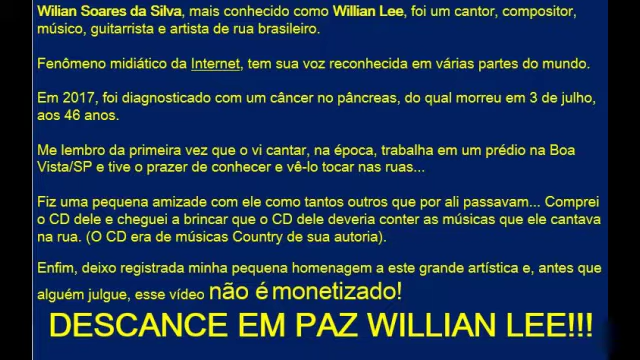 Wilian Soares da Silva, mais conhecido como Willian Lee, foi um cantor, compositor,
músico, guitarrista e artista de rua brasileiro.
Fenômeno midiático da Internet, tem sua voz reconhecida em várias partes do mundo.
Em 2017, foi diagnosticado com um câncer no pâncreas, do qual morreu em 3 de julho,
aos 46 anos.
Me lembro da primeira vez que o vi cantar, na época, trabalha em um prédio na Boa
Vista/SP e tive o prazer de conhecer e vê-lo tocar nas ruas...
Fiz uma pequena amizade com ele como tantos outros que por ali passavam... Comprei
o CD dele e cheguei a brincar que o CD dele deveria conter as músicas que ele cantava
na rua. (O CD era de músicas Country de sua autoria).
Enfim, deixo registrada minha pequena homenagem a este grande artística e, antes que
alguém julgue, esse vídeo não é monetizado!
DESCANCE EM PAZ WILLIAN LEE!!!